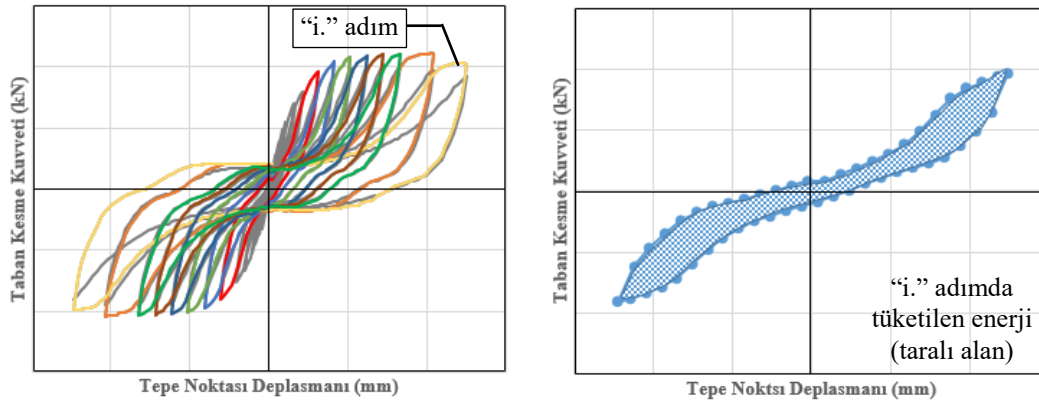 “i.” adım
Taban Kesme Kuvveti (kN)
Tepe Noktası Deplasmanı (mm)
Taban Kesme Kuvveti (kN)
“i.” adımda
tüketilen enerji
(taralı alan)
Tepe Noktsı Deplasmanı (mm)